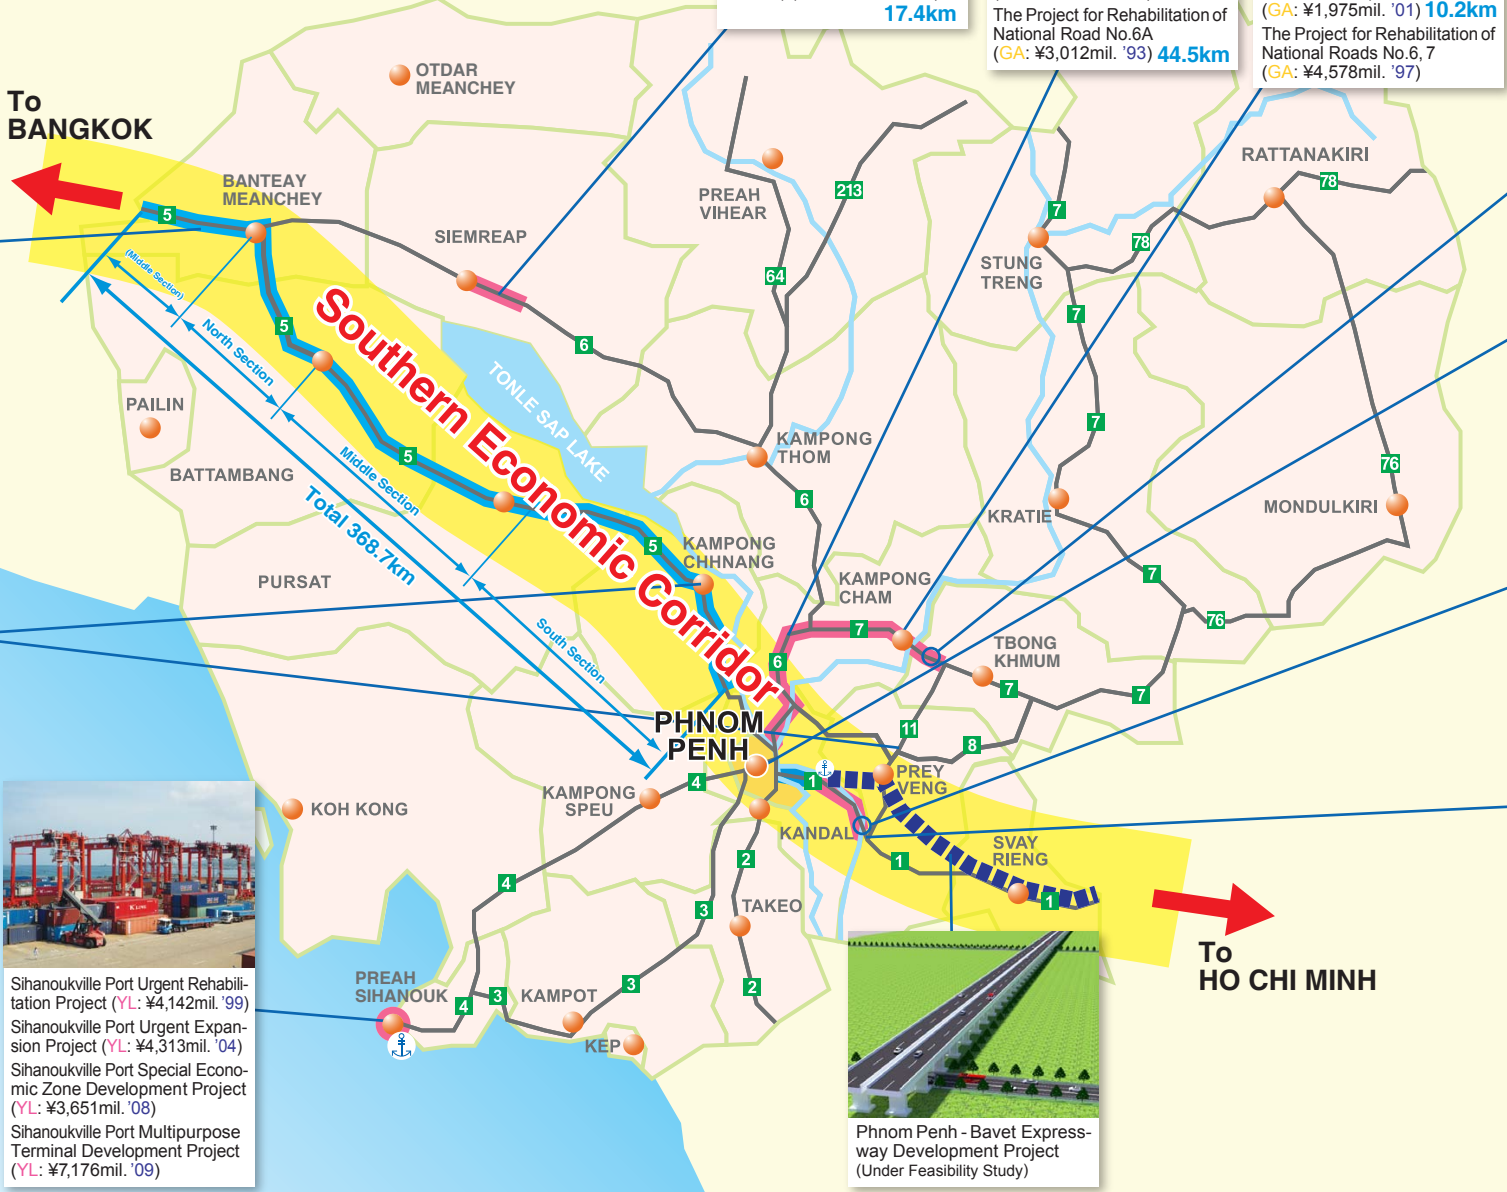 17.4km
The Project for Rehabilitation of
National Road No.6A
(GA: ¥3,012mil. '93) 44.5km
(GA: ¥1,975mil. '01) 10.2km
The Project for Rehabilitation of
National Roads No.6, 7
(GA: ¥4,578mil. '97)
To
BANGKOK
OTDAR
MEANCHEY
BANTEAY
MEANCHEY
5
SIEMREAP
PREAH
VIHEAR
213
64
RATTANAKIRI
78
7
78
STUNG
TRENG
7
(Middle Section)
North Section
5
6
Southern Economic Corridor
TONLE SAP LAKE
PAILIN
BATTAMBANG
5
Middle Section
Total 368.7km
KAMPONG
THOM
6
7
76
KRATIE
MONDULKIRI
5
KAMPONG
CHHNANG
PURSAT
KAMPONG
CHAM
7
7
76
South Section
6
TBONG
KHMUM
7
7
PHNOM
PENH
11
8
4
1
PREY
VENG
KOH KONG
KAMPONG
SPEU
KANDAL
SVAY
RIENG
1
1
2
4
3
TAKEO
To
HO CHI MINH
PREAH
SIHANOUK
4
3
KAMPOT
3
2
KEP
Sihanoukville Port Urgent Rehabili-
tation Project (YL: ¥4,142mil. '99)
Sihanoukville Port Urgent Expan-
sion Project (YL: ¥4,313mil. '04)
Sihanoukville Port Special Econo-
mic Zone Development Project
(YL: ¥3,651mil. '08)
Sihanoukville Port Multipurpose
Terminal Development Project
(YL: ¥7,176mil. '09)
Phnom Penh - Bavet Express-
way Development Project
(Under Feasibility Study)